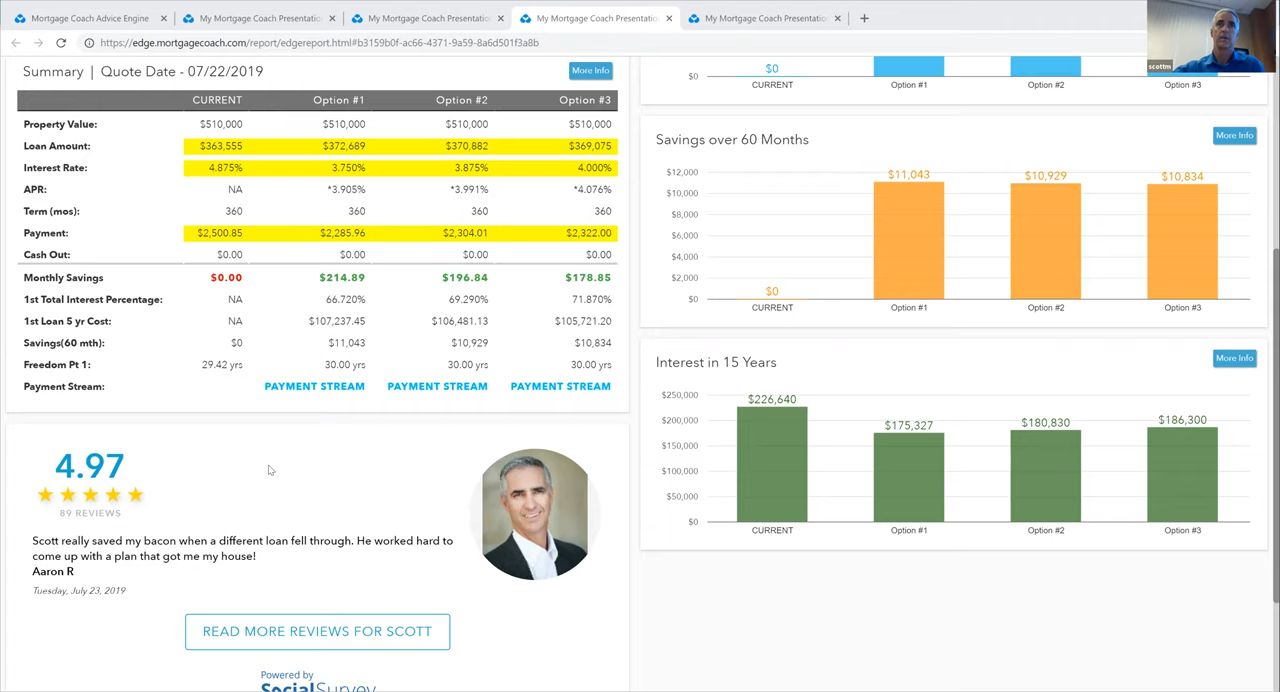 Mortgage Coach Advice Engine
My Mortgage Coach Presentatio
My Mortgage Coach Presentatio
My Mortgage Coach Presentatio
My Mortgage Coach Presentatio
https://edge.mortgagecoach.com/report/edgereport.html#b3159b0f-ac66-4371-9a59-8a6d501f3a8b
scottm
Summary | Quote Date - 07/22/2019 More Info
CURRENT Option #1 Option #2 Option #3
Property Value: $510,000 $510,000 $510,000 $510,000
Loan Amount: $363,555 $372,689 $370,882 $369,075
Interest Rate: 4.875% 3.750% 3.875% 4.000%
APR: NA *3.905% *3.991% *4.076%
Term (mos): 360 360 360 360
Payment: $2,500.85 $2,285.96 $2,304.01 $2,322.00
Cash Out: $0.00 $0.00 $0.00 $0.00
Monthly Savings $0.00 $214.89 $196.84 $178.85
1st Total Interest Percentage: NA 66.720% 69.290% 71.870%
1st Loan 5 yr Cost: NA $107,237.45 $106,481.13 $105,721.20
Savings(60 mth): $0 $11,043 $10,929 $10,834
Freedom Pt 1: 29.42 yrs 30.00 yrs 30.00 yrs 30.00 yrs
Payment Stream: PAYMENT STREAM PAYMENT STREAM PAYMENT STREAM
4.97
89 REVIEWS
Scott really saved my bacon when a different loan fell through. He worked hard to
come up with a plan that got me my house!
Aaron R
Tuesday, July 23, 2019
READ MORE REVIEWS FOR SCOTT
Powered by
SocialSurvey
$0 $0
CURRENT Option #1 Option #2 Option #3
Savings over 60 Months More Info
$12,000
$10,000
$8,000
$6,000
$4,000
$2,000
$0
$0 $11,043 $10,929 $10,834
CURRENT Option #1 Option #2 Option #3
Interest in 15 Years More Info
$250,000
$200,000
$150,000
$100,000
$50,000
$0
$226,640 $175,327 $180,830 $186,300
CURRENT Option #1 Option #2 Option #3